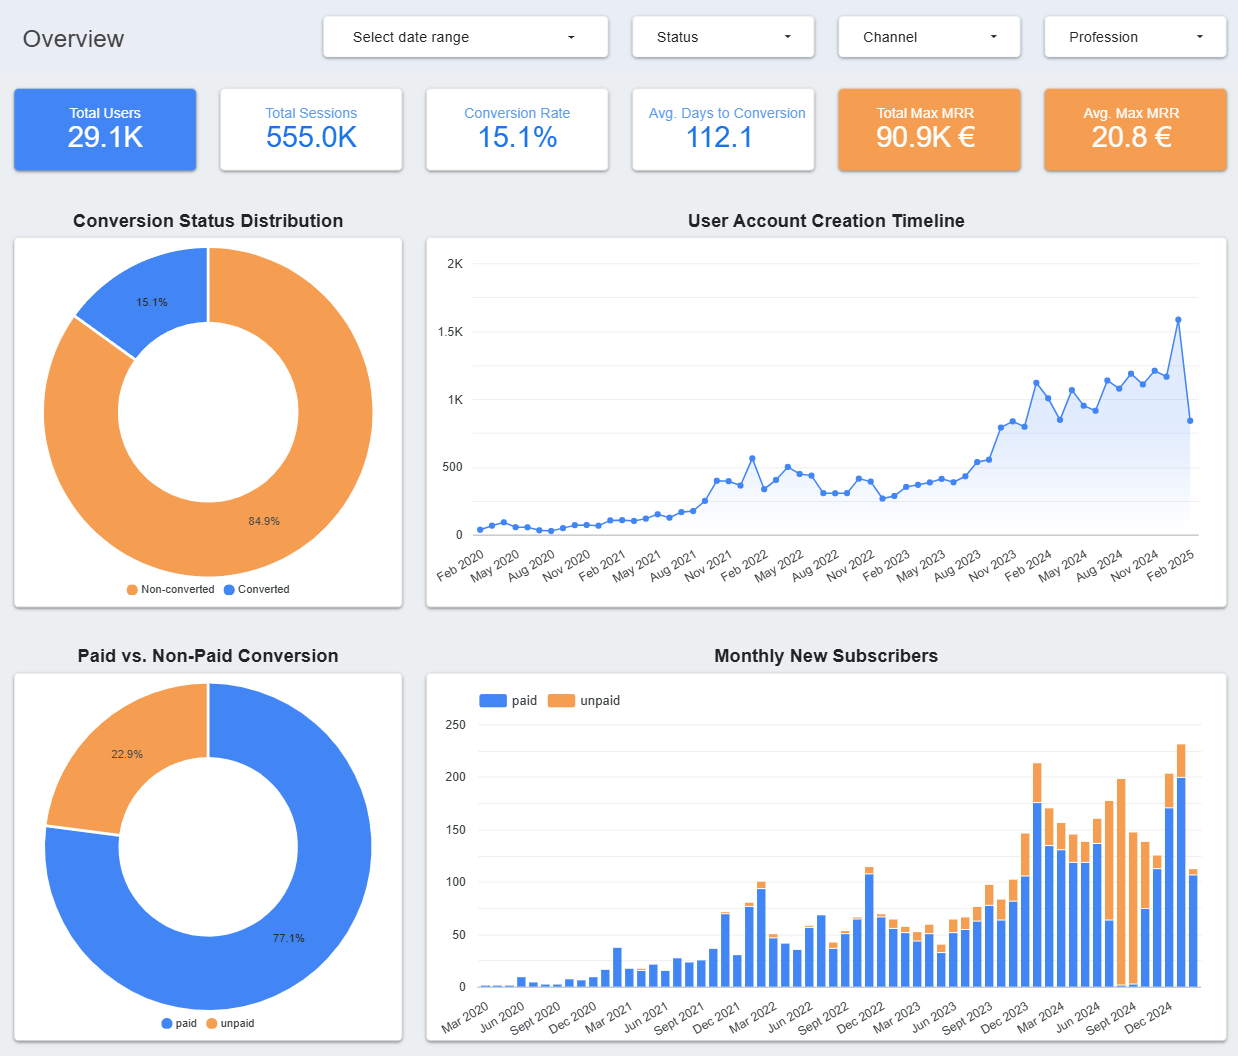 Overview
Select date range
Status
Channel
Profession
Total Users
29.1K
Total Sessions
555.0K
Conversion Rate
15.1%
Avg. Days to Conversion
112.1
Total Max MRR
90.9K €
Avg. Max MRR
20.8 €
Conversion Status Distribution
15.1%
84.9%
Non-converted Converted
User Account Creation Timeline
2K
1.5K
1K
500
0
Feb 2020 May 2020 Aug 2020 Nov 2020 Feb 2021 May 2021 Aug 2021 Nov 2021 Feb 2022 May 2022 Aug 2022 Nov 2022 Feb 2023 May 2023 Aug 2023 Nov 2023 Feb 2024 May 2024 Aug 2024 Nov 2024 Feb 2025
Paid vs. Non-Paid Conversion
22.9%
77.1%
paid unpaid
Monthly New Subscribers
paid unpaid
250
200
150
100
50
0
Mar 2020 Jun 2020 Sept 2020 Dec 2020 Mar 2021 Jun 2021 Sept 2021 Dec 2021 Mar 2022 Jun 2022 Sept 2022 Dec 2022 Mar 2023 Jun 2023 Sept 2023 Dec 2023 Mar 2024 Jun 2024 Sept 2024 Dec 2024